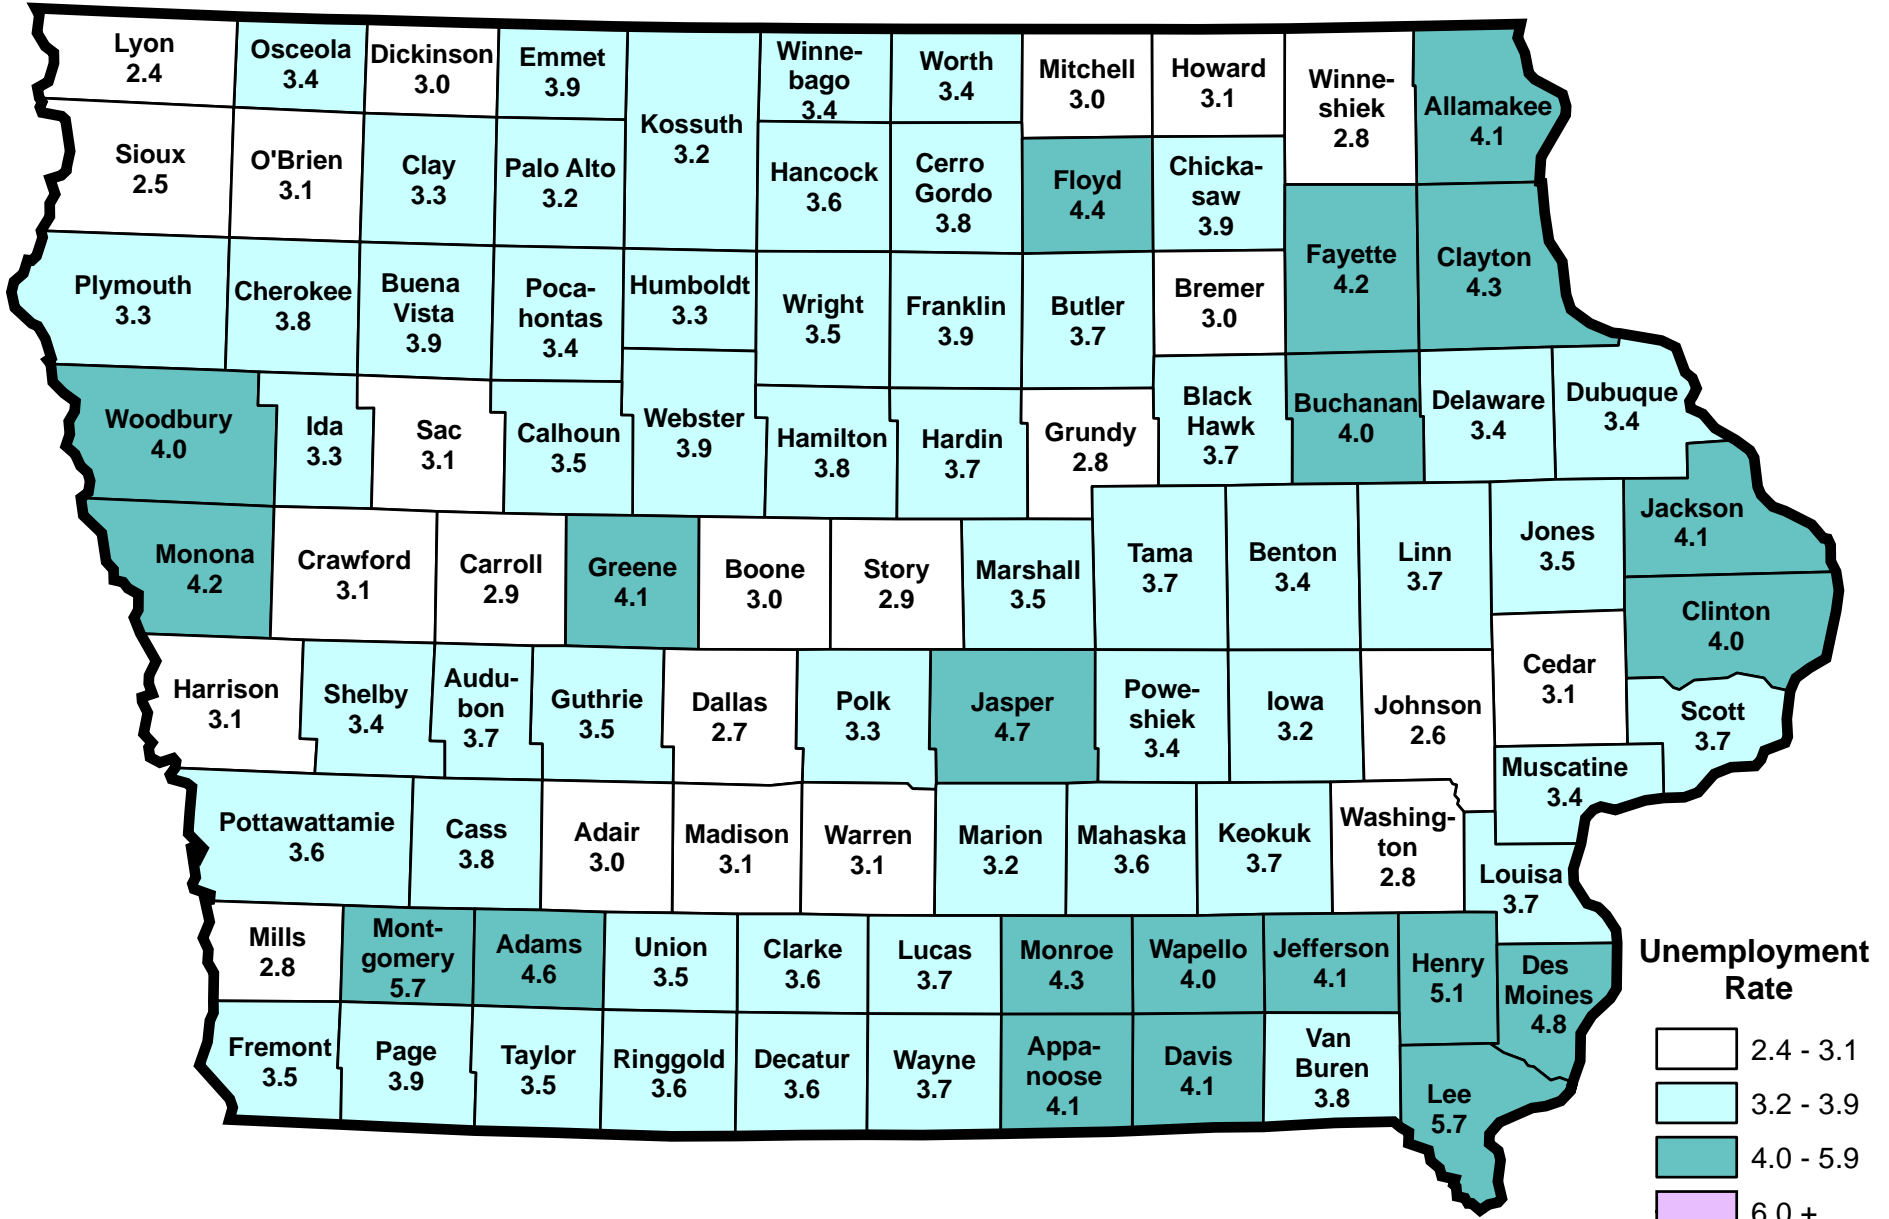 Lyon
2.4
Osceola
3.4
Dickinson
3.0
Emmet
3.9
Kossuth
3.2
Winne-
bago
3.4
Worth
3.4
Mitchell
3.0
Howard
3.1
Winne-
shiek
2.8
Allamakee
4.1
Sioux
2.5
O'Brien
3.1
Clay
3.3
Palo Alto
3.2
Hancock
3.6
Cerro
Gordo
3.8
Floyd
4.4
Chicka-
saw
3.9
Fayette
4.2
Clayton
4.3
Plymouth
3.3
Cherokee
3.8
Buena
Vista
3.9
Poca-
hontas
3.4
Humboldt
3.3
Wright
3.5
Franklin
3.9
Butler
3.7
Bremer
3.0
Woodbury
4.0
Ida
3.3
Sac
3.1
Calhoun
3.5
Webster
3.9
Hamilton
3.8
Hardin
3.7
Grundy
2.8
Black
Hawk
3.7
Buchanan
4.0
Delaware
3.4
Dubuque
3.4
Monona
4.2
Crawford
3.1
Carroll
2.9
Greene
4.1
Boone
3.0
Story
2.9
Marshall
3.5
Tama
3.7
Benton
3.4
Linn
3.7
Jones
3.5
Jackson
4.1
Clinton
4.0
Harrison
3.1
Shelby
3.4
Audu-
bon
3.7
Guthrie
3.5
Dallas
2.7
Polk
3.3
Jasper
4.7
Powe-
shiek
3.4
Iowa
3.2
Johnson
2.6
Cedar
3.1
Scott
3.7
Muscatine
3.4
Pottawattamie
3.6
Cass
3.8
Adair
3.0
Madison
3.1
Warren
3.1
Marion
3.2
Mahaska
3.6
Keokuk
3.7
Washing-
ton
2.8
Louisa
3.7
Mills
2.8
Mont-
gomery
5.7
Adams
4.6
Union
3.5
Clarke
3.6
Lucas
3.7
Monroe
4.3
Wapello
4.0
Jefferson
4.1
Henry
5.1
Des
Moines
4.8
Fremont
3.5
Page
3.9
Taylor
3.5
Ringgold
3.6
Decatur
3.6
Wayne
3.7
Appa-
noose
4.1
Davis
4.1
Van
Buren
3.8
Lee
5.7
Unemployment
Rate
2.4 - 3.1
3.2 - 3.9
4.0 - 5.9
6.0 +